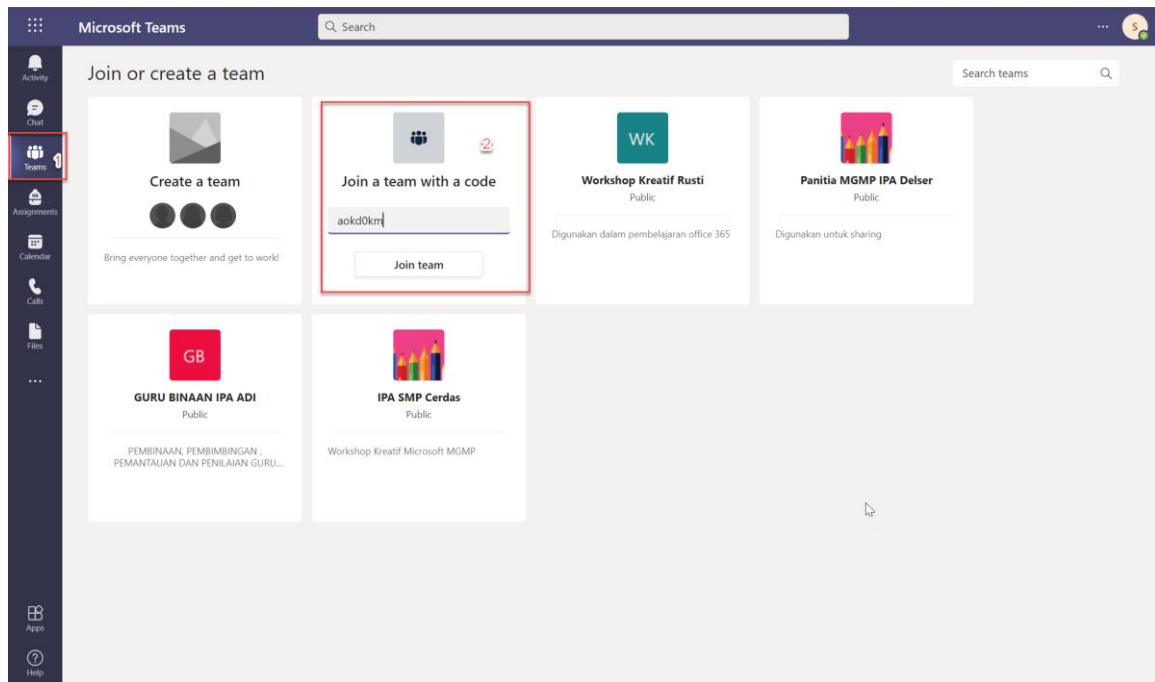 Microsoft Teams
Search
S
Activity
Chat
Teams
1
Assignments
Calendar
Calls
Files
Apps
Help
Join or create a team
Search teams
Create a team
Bring everyone together and get to work!
2
Join a team with a code
aokd0km
Join team
WK
Workshop Kreatif Rusti
Public
Digunakan dalam pembelajaran office 365
Panitia MGMP IPA Delser
Public
Digunakan untuk sharing
GB
GURU BINAAN IPA ADI
Public
PEMBINAAN, PEMBIMBINGAN ,
PEMANTAUAN DAN PENILAIAN GURU...
IPA SMP Cerdas
Public
Workshop Kreatif Microsoft MGMP